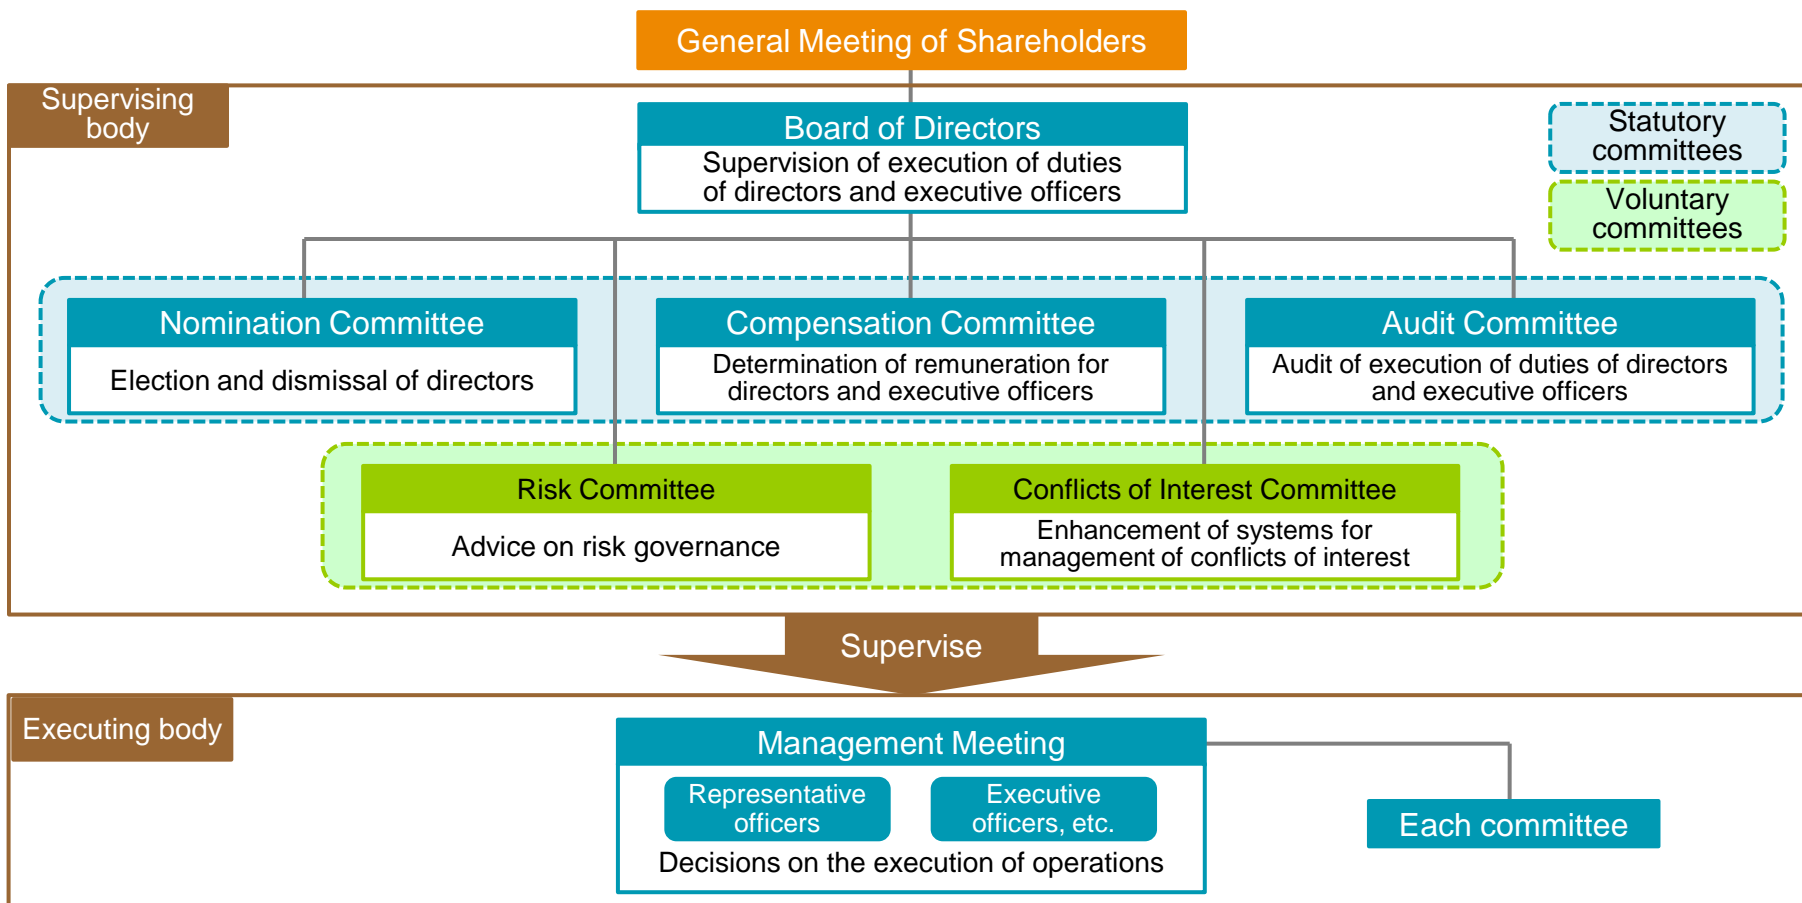 General Meeting of Shareholders
Supervising
body
Board of Directors
Supervision of execution of duties
of directors and executive officers
Statutory
committees
Voluntary
committees
Nomination Committee
Election and dismissal of directors
Compensation Committee
Determination of remuneration for
directors and executive officers
Audit Committee
Audit of execution of duties of directors
and executive officers
Risk Committee
Advice on risk governance
Conflicts of Interest Committee
Enhancement of systems for
management of conflicts of interest
Supervise
Executing body
Management Meeting
Representative
officers
Executive
officers, etc.
Decisions on the execution of operations
Each committee